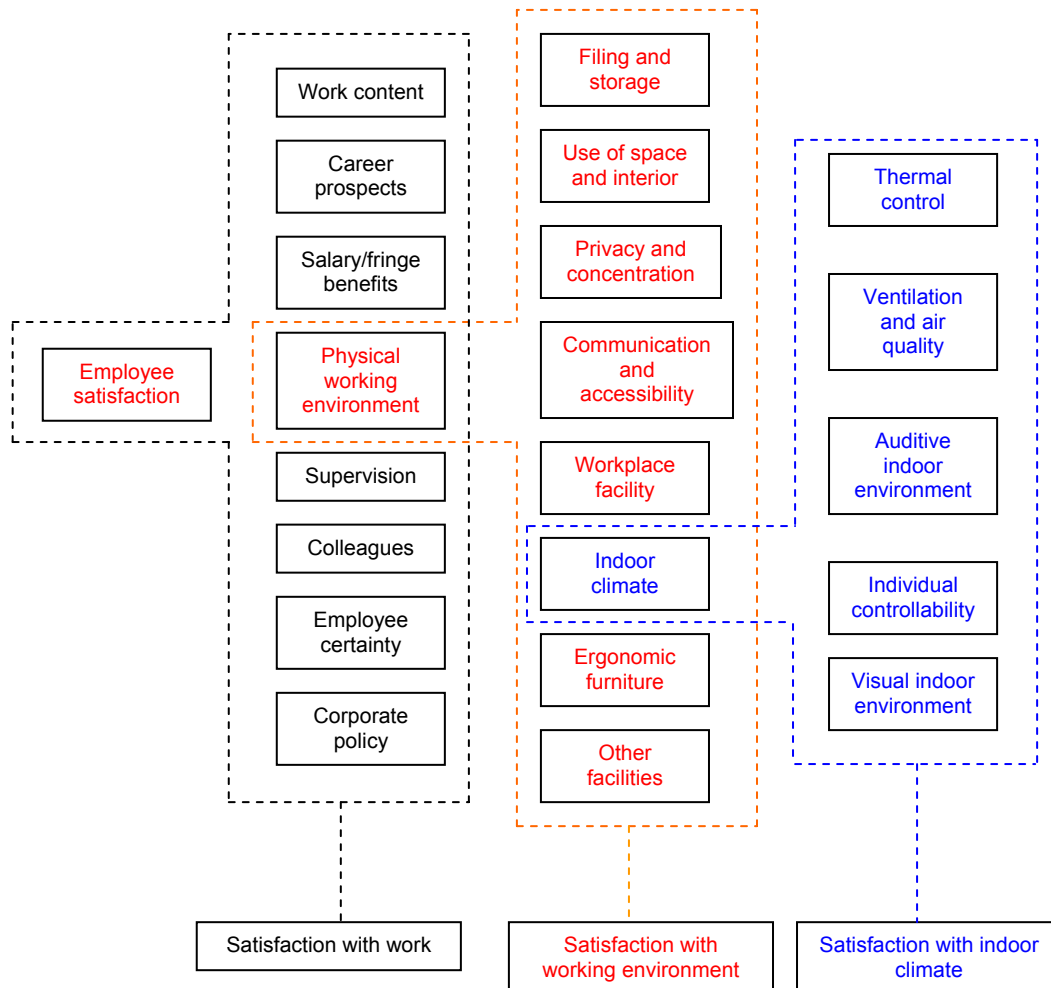 Employee
satisfaction
Work content
Career
prospects
Salary/fringe
benefits
Physical
working
environment
Supervision
Colleagues
Employee
certainty
Corporate
policy
Satisfaction with work
Filing and
storage
Use of space
and interior
Privacy and
concentration
Communication
and
accessibility
Workplace
facility
Indoor
climate
Ergonomic
furniture
Other
facilities
Satisfaction with
working environment
Thermal
control
Ventilation
and air
quality
Auditive
indoor
environment
Individual
controllability
Visual indoor
environment
Satisfaction with indoor
climate